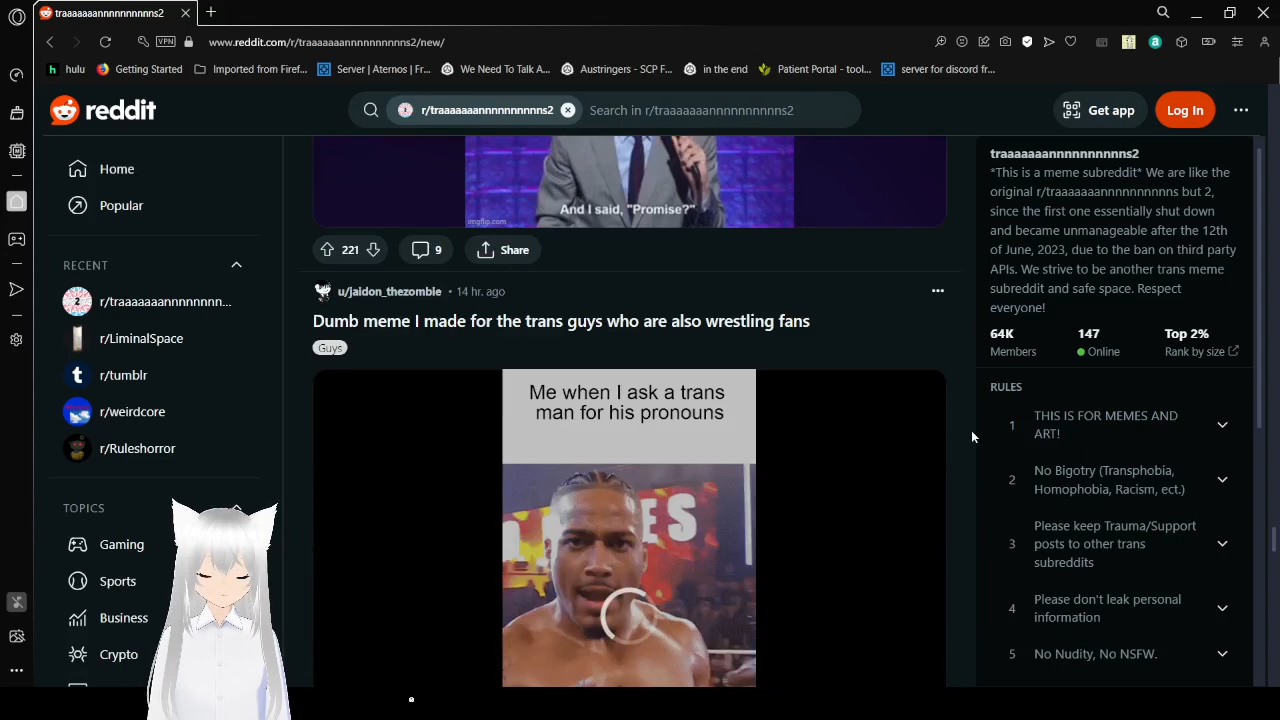 traaaaaaannnnnnnnnns2
VPN
www.reddit.com/r/traaaaaaannnnnnnnnns2/new/
hulu
Getting Started
Imported from Firef...
Server | Aternos | Fr...
We Need To Talk A...
Austringers - SCP F...
in the end
Patient Portal - tool...
server for discord fr...
reddit
r/traaaaaaannnnnnnnnns2
Search in r/traaaaaaannnnnnnnnns2
Get app
Log In
Home
Popular
RECENT
r/traaaaaaannnnnnn...
r/LiminalSpace
r/tumblr
r/weirdcore
r/Ruleshorror
TOPICS
Gaming
Sports
Business
Crypto
And I said, "Promise?"
imgflip.com
221
9
Share
u/jaidon_thezombie • 14 hr. ago
Dumb meme I made for the trans guys who are also wrestling fans
Guys
Me when I ask a trans
man for his pronouns
ES
traaaaaaannnnnnnnnns2
*This is a meme subreddit* We are like the
original r/traaaaaaannnnnnnnnns but 2,
since the first one essentially shut down
and became unmanageable after the 12th
of June, 2023, due to the ban on third party
APIs. We strive to be another trans meme
subreddit and safe space. Respect
everyone!
64K
Members
147
Online
Top 2%
Rank by size
RULES
1
THIS IS FOR MEMES AND
ART!
2
No Bigotry (Transphobia,
Homophobia, Racism, ect.)
3
Please keep Trauma/Support
posts to other trans
subreddits
4
Please don't leak personal
information
5
No Nudity, No NSFW.